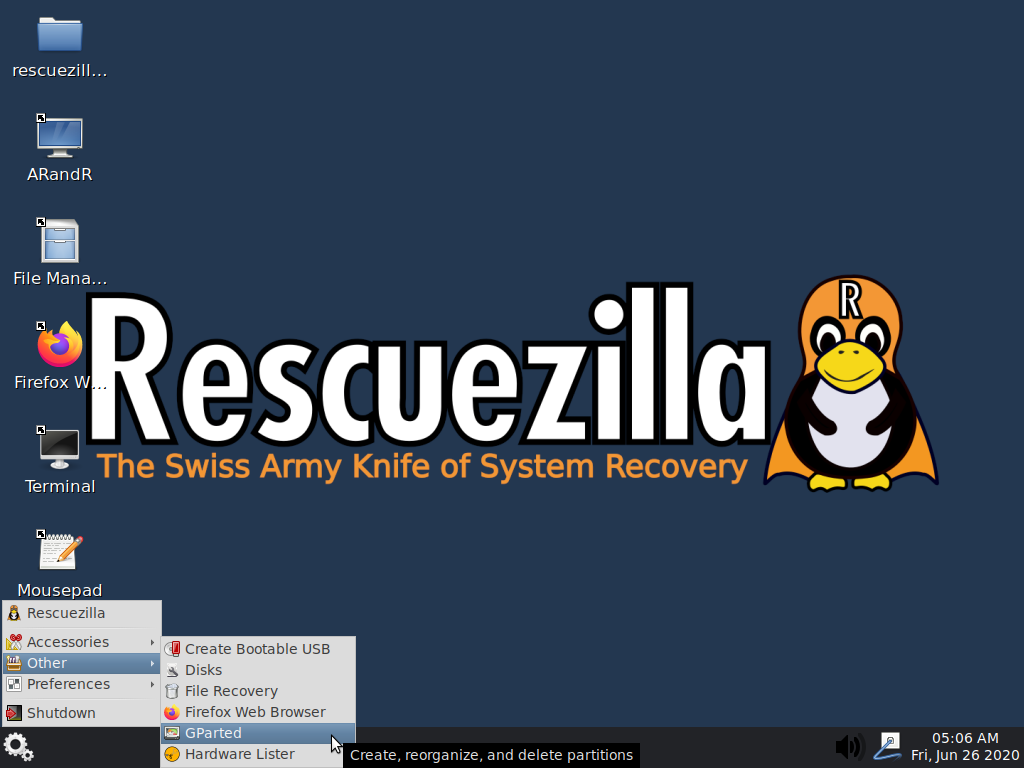 rescuezill...
ARandR
File Mana...
Firefox W...
Terminal
Mousepad
R
Rescuezilla
The Swiss Army Knife of System Recovery
Rescuezilla
Accessories
Other
Preferences
Shutdown
Create Bootable USB
Disks
File Recovery
Firefox Web Browser
GParted
Hardware Lister
Create, reorganize, and delete partitions
05:06 AM
Fri, Jun 26 2020